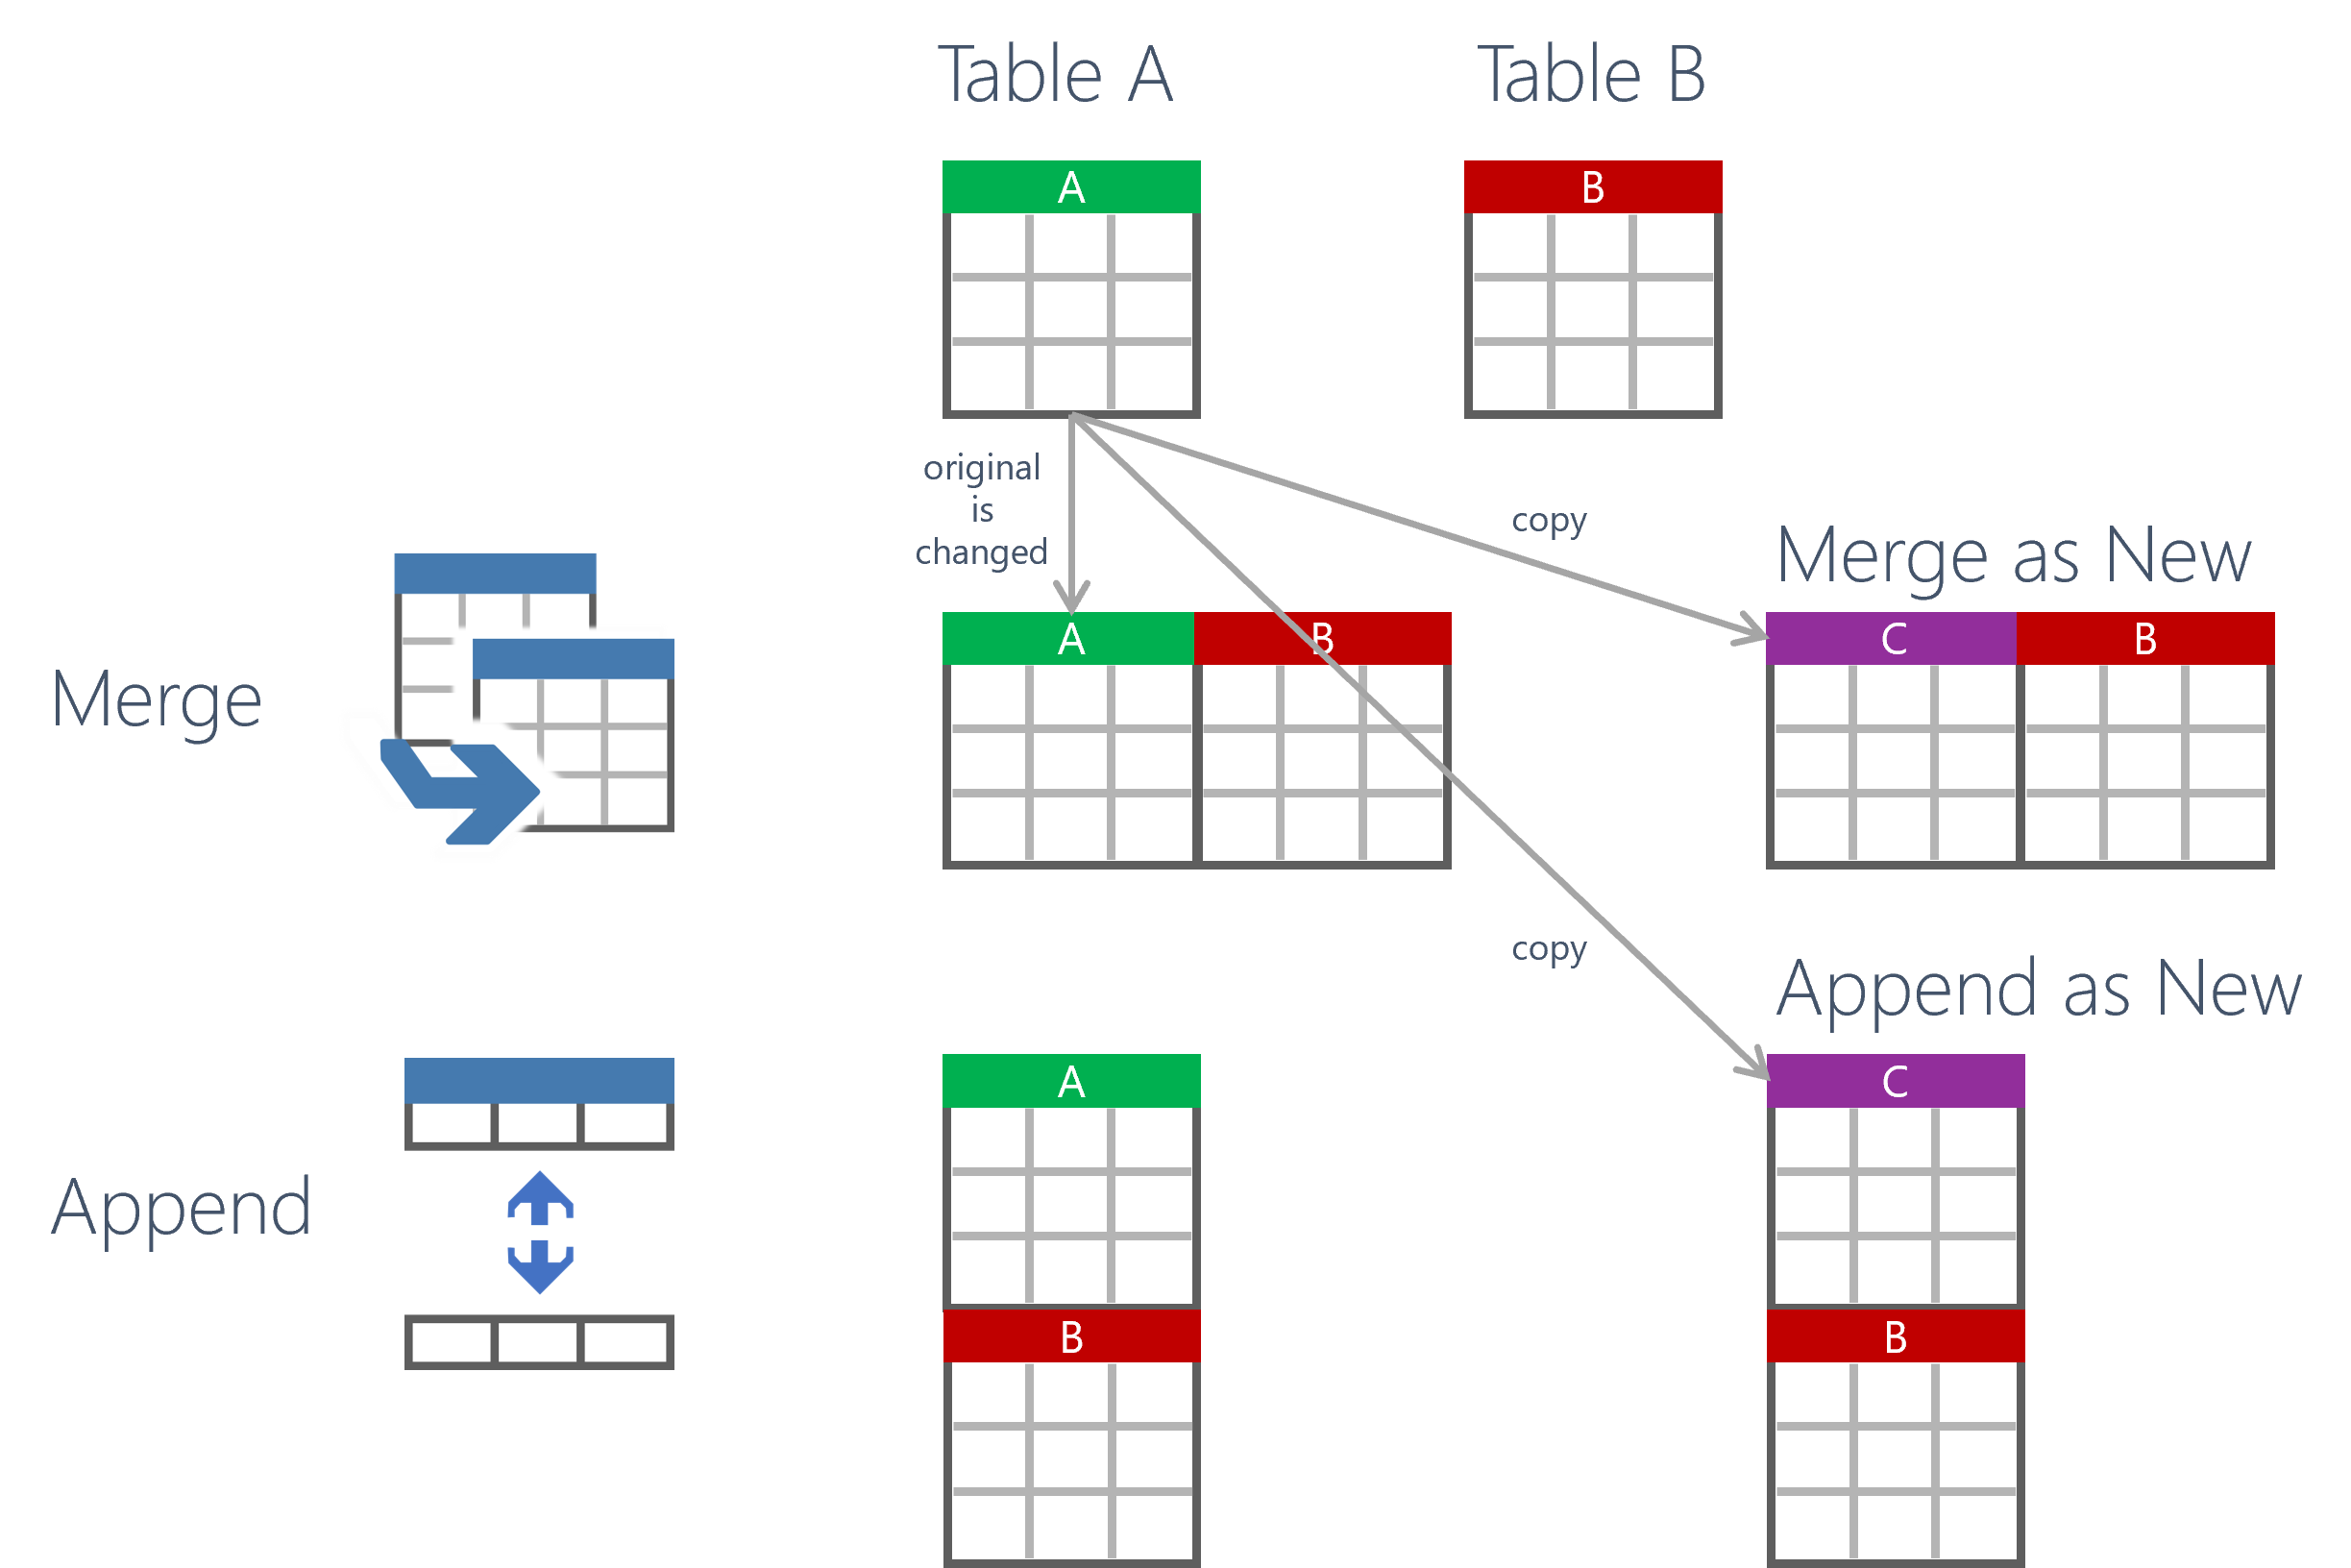 Table A
Table B
A
B
original
is
changed
copy
Merge as New
Merge
A
B
C
B
copy
Append as New
Append
A
C
B
B